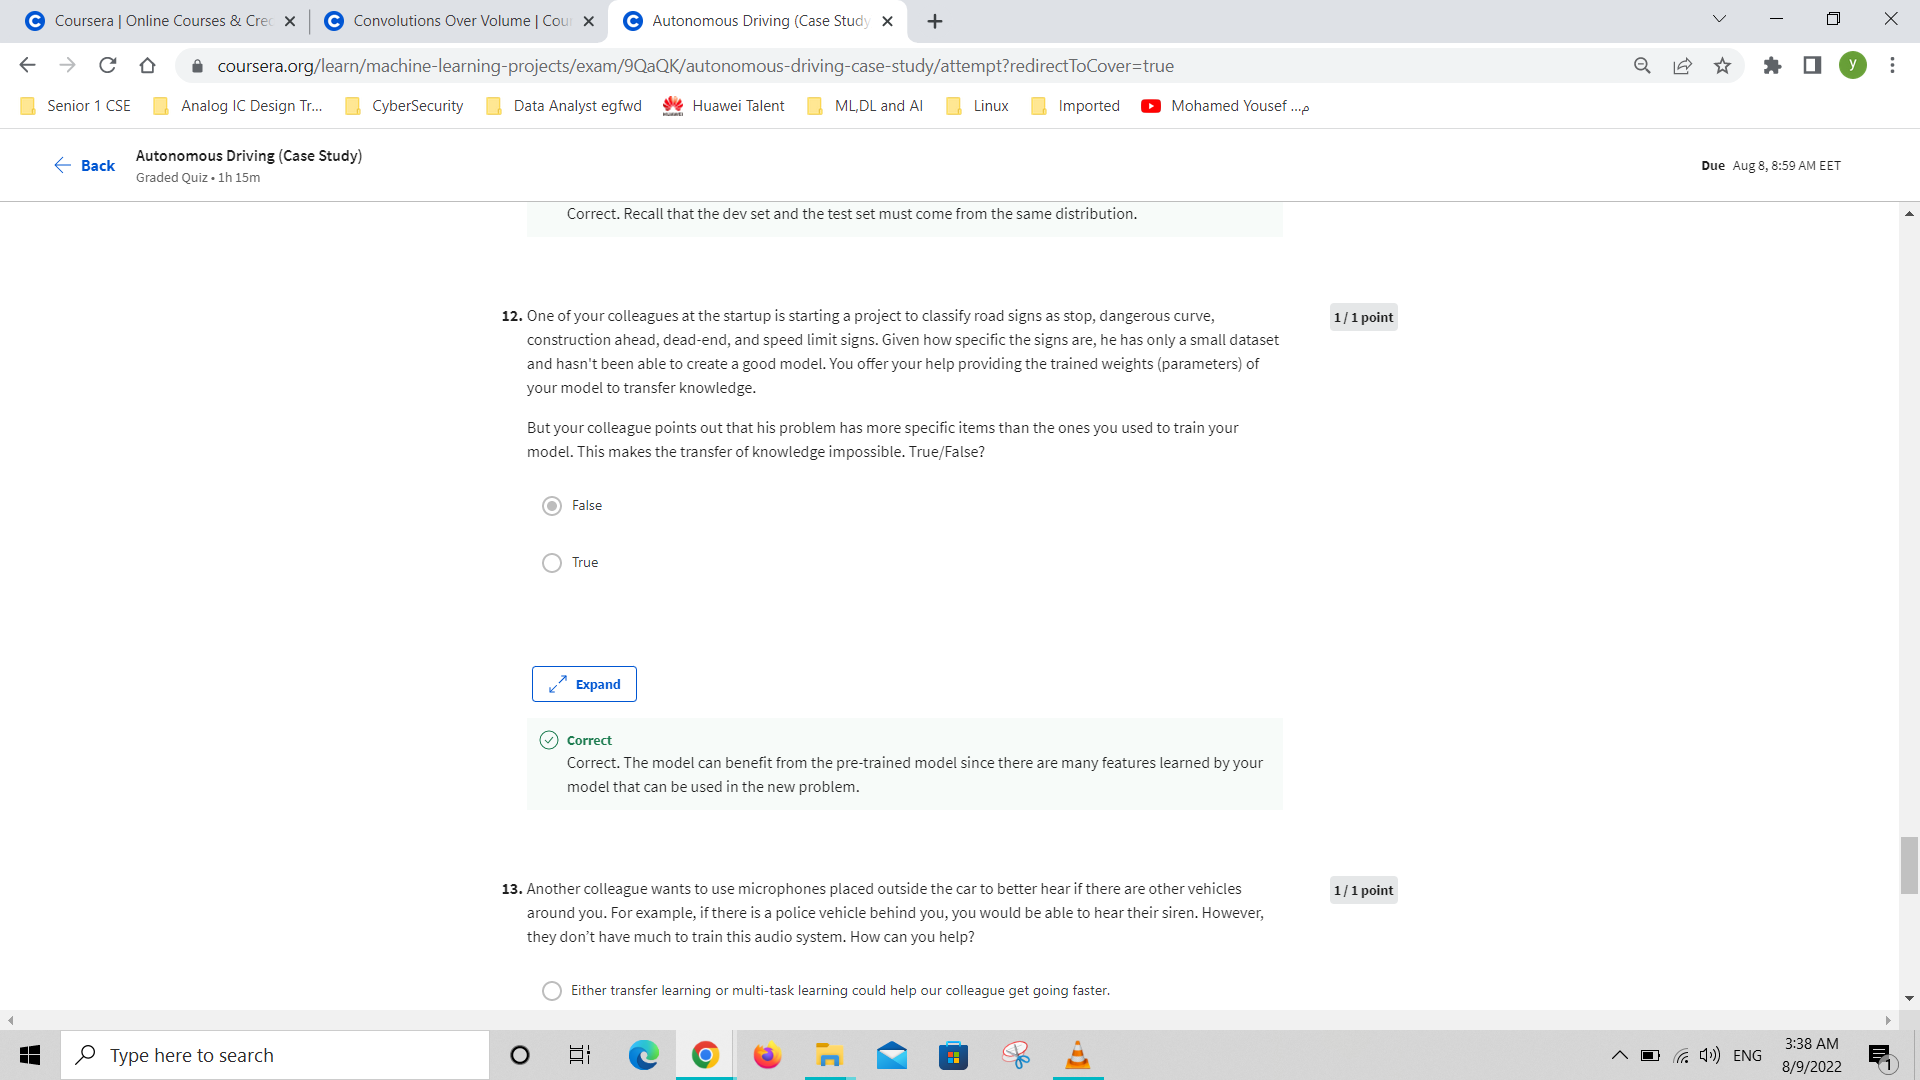 Coursera | Online Courses & Cre
Convolutions Over Volume | Cou
Autonomous Driving (Case Study
coursera.org/learn/machine-learning-projects/exam/9QaQK/autonomous-driving-case-study/attempt?redirectToCover=true
y
Senior 1 CSE
Analog IC Design Tr...
CyberSecurity
Data Analyst egfwd
Huawei Talent
ML,DL and AI
Linux
Imported
Mohamed Yousef ...م
Back
Autonomous Driving (Case Study)
Graded Quiz • 1h 15m
Due Aug 8, 8:59 AM EET
Correct. Recall that the dev set and the test set must come from the same distribution.
12. One of your colleagues at the startup is starting a project to classify road signs as stop, dangerous curve,
construction ahead, dead-end, and speed limit signs. Given how specific the signs are, he has only a small dataset
and hasn't been able to create a good model. You offer your help providing the trained weights (parameters) of
your model to transfer knowledge.
1 / 1 point
But your colleague points out that his problem has more specific items than the ones you used to train your
model. This makes the transfer of knowledge impossible. True/False?
False
True
Expand
Correct
Correct. The model can benefit from the pre-trained model since there are many features learned by your
model that can be used in the new problem.
13. Another colleague wants to use microphones placed outside the car to better hear if there are other vehicles
around you. For example, if there is a police vehicle behind you, you would be able to hear their siren. However,
they don’t have much to train this audio system. How can you help?
1 / 1 point
Either transfer learning or multi-task learning could help our colleague get going faster.
Type here to search
ENG
3:38 AM
8/9/2022
1